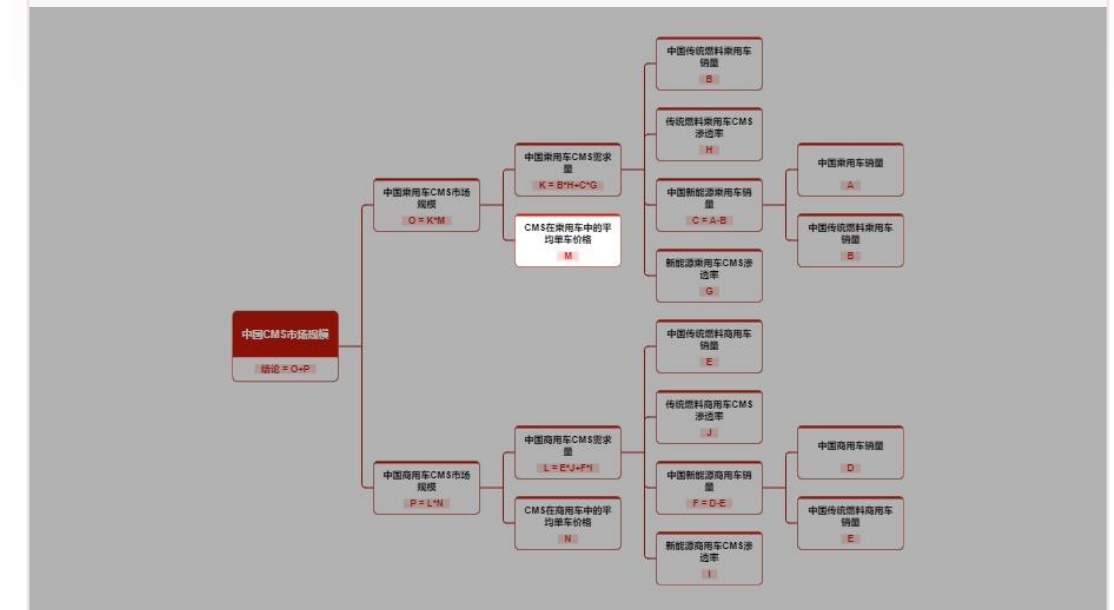 中国传统燃料乘用车
销量
B
传统燃料乘用车CMS
渗透率
H
中国乘用车CMS需求
量
K = B*H+C*G
中国乘用车销量
A
中国乘用车CMS市场
规模
O = K*M
中国新能源乘用车销
量
C = A-B
CMS在乘用车中的平
均单车价格
M
中国传统燃料乘用车
销量
B
新能源乘用车CMS渗
透率
G
中国CMS市场规模
结论 = O+P
中国传统燃料商用车
销量
E
传统燃料商用车CMS
渗透率
J
中国商用车CMS需求
量
L = E*J+F*I
中国商用车销量
D
中国商用车CMS市场
规模
P = L*N
中国新能源商用车销
量
F = D-E
CMS在商用车中的平
均单车价格
N
中国传统燃料商用车
销量
E
新能源商用车CMS渗
透率
I